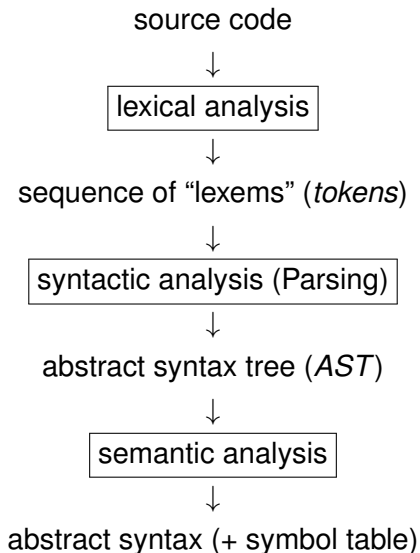 source code
↓
lexical analysis
↓
sequence of “lexems” (tokens)
↓
syntactic analysis (Parsing)
↓
abstract syntax tree (AST)
↓
semantic analysis
↓
abstract syntax (+ symbol table)